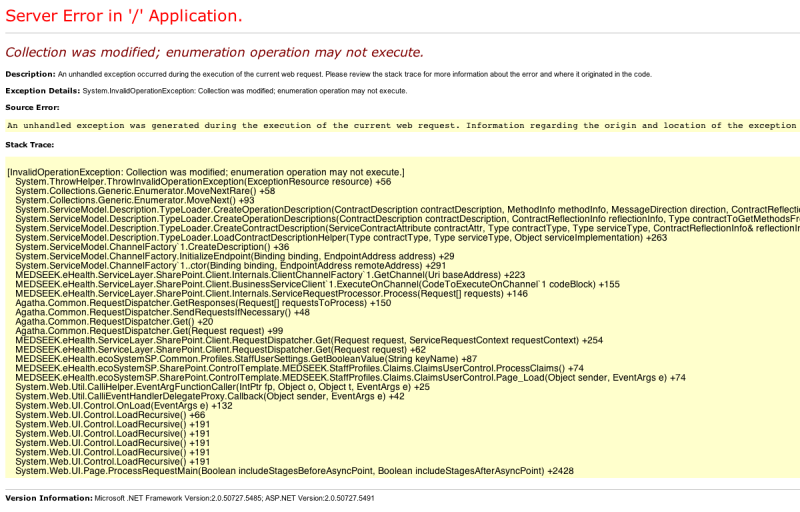 Server Error in '/' Application.
Collection was modified; enumeration operation may not execute.
Description: An unhandled exception occurred during the execution of the current web request. Please review the stack trace for more information about the error and where it originated in the code.
Exception Details: System.InvalidOperationException: Collection was modified; enumeration operation may not execute.
Source Error:
An unhandled exception was generated during the execution of the current web request. Information regarding the origin and location of the exception
Stack Trace:
[InvalidOperationException: Collection was modified; enumeration operation may not execute.]
System.ThrowHelper.ThrowInvalidOperationException(ExceptionResource resource) +56
System.Collections.Generic.Enumerator.MoveNextRare() +58
System.Collections.Generic.Enumerator.MoveNext() +93
System.ServiceModel.Description.TypeLoader.CreateOperationDescription(ContractDescription contractDescription, MethodInfo methodInfo, MessageDirection direction, ContractReflecti
System.ServiceModel.Description.TypeLoader.CreateOperationDescriptions(ContractDescription contractDescription, ContractReflectionInfo reflectionInfo, Type contractToGetMethodsFr
System.ServiceModel.Description.TypeLoader.CreateContractDescription(ServiceContractAttribute contractAttr, Type contractType, Type serviceType, ContractReflectionInfo& reflectionIn
System.ServiceModel.Description.TypeLoader.LoadContractDescriptionHelper(Type contractType, Type serviceType, Object serviceImplementation) +263
System.ServiceModel.ChannelFactory`1.CreateDescription() +36
System.ServiceModel.ChannelFactory.InitializeEndpoint(Binding binding, EndpointAddress address) +29
System.ServiceModel.ChannelFactory`1..ctor(Binding binding, EndpointAddress remoteAddress) +291
MEDSEEK.eHealth.ServiceLayer.SharePoint.Client.Internals.ClientChannelFactory`1.GetChannel(Uri baseAddress) +223
MEDSEEK.eHealth.ServiceLayer.SharePoint.Client.BusinessServiceClient`1.ExecuteOnChannel(CodeToExecuteOnChannel`1 codeBlock) +155
MEDSEEK.eHealth.ServiceLayer.SharePoint.Client.Internals.ServiceRequestProcessor.Process(Request[] requests) +146
Agatha.Common.RequestDispatcher.GetResponses(Request[] requestsToProcess) +150
Agatha.Common.RequestDispatcher.SendRequestsIfNecessary() +48
Agatha.Common.RequestDispatcher.Get() +20
Agatha.Common.RequestDispatcher.Get(Request request) +99
MEDSEEK.eHealth.ServiceLayer.SharePoint.Client.RequestDispatcher.Get(Request request, ServiceRequestContext requestContext) +254
MEDSEEK.eHealth.ServiceLayer.SharePoint.Client.RequestDispatcher.Get(Request request) +62
MEDSEEK.eHealth.ecoSystemSP.Common.Profiles.StaffUserSettings.GetBooleanValue(String keyName) +87
MEDSEEK.eHealth.ecoSystemSP.SharePoint.ControlTemplate.MEDSEEK.StaffProfiles.Claims.ClaimsUserControl.ProcessClaims() +74
MEDSEEK.eHealth.ecoSystemSP.SharePoint.ControlTemplate.MEDSEEK.StaffProfiles.Claims.ClaimsUserControl.Page_Load(Object sender, EventArgs e) +74
System.Web.Util.CalliHelper.EventArgFunctionCaller(IntPtr fp, Object o, Object t, EventArgs e) +25
System.Web.Util.CalliEventHandlerDelegateProxy.Callback(Object sender, EventArgs e) +42
System.Web.UI.Control.OnLoad(EventArgs e) +132
System.Web.UI.Control.LoadRecursive() +66
System.Web.UI.Control.LoadRecursive() +191
System.Web.UI.Control.LoadRecursive() +191
System.Web.UI.Control.LoadRecursive() +191
System.Web.UI.Control.LoadRecursive() +191
System.Web.UI.Control.LoadRecursive() +191
System.Web.UI.Page.ProcessRequestMain(Boolean includeStagesBeforeAsyncPoint, Boolean includeStagesAfterAsyncPoint) +2428
Version Information: Microsoft .NET Framework Version:2.0.50727.5485; ASP.NET Version:2.0.50727.5491